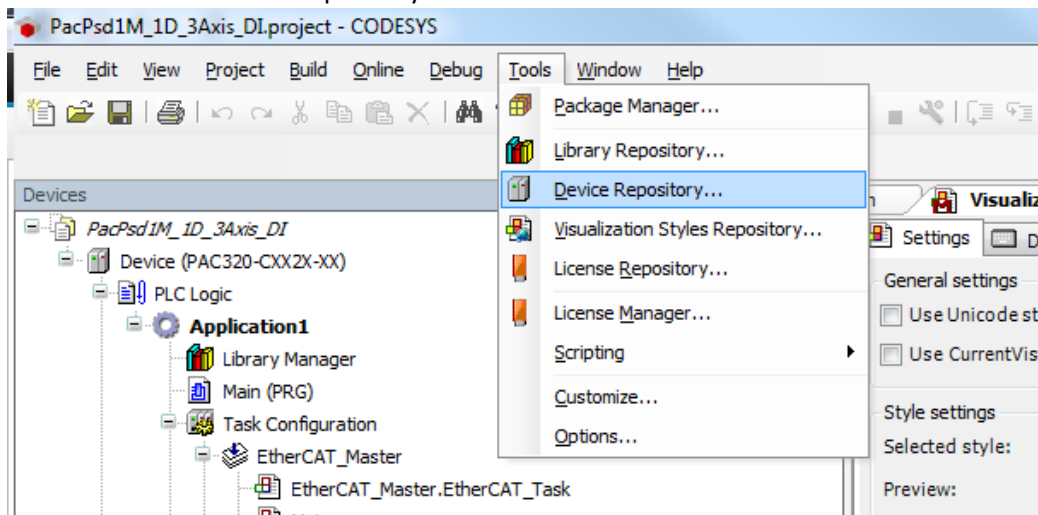 PacPsd1M_1D_3Axis_DI.project - CODESYS
File Edit View Project Build Online Debug Tools Window Help
Package Manager...
Library Repository...
Devices
Device Repository...
Visualiz
PacPsd1M_1D_3Axis_DI
Visualization Styles Repository...
Settings
Device (PAC320-CXX2X-XX)
License Repository...
General settings
PLC Logic
License Manager...
Use Unicode st
Application1
Scripting
Use CurrentVis
Library Manager
Main (PRG)
Customize...
Style settings
Task Configuration
Options...
Selected style:
EtherCAT_Master
EtherCAT_Master.EtherCAT_Task
Preview: